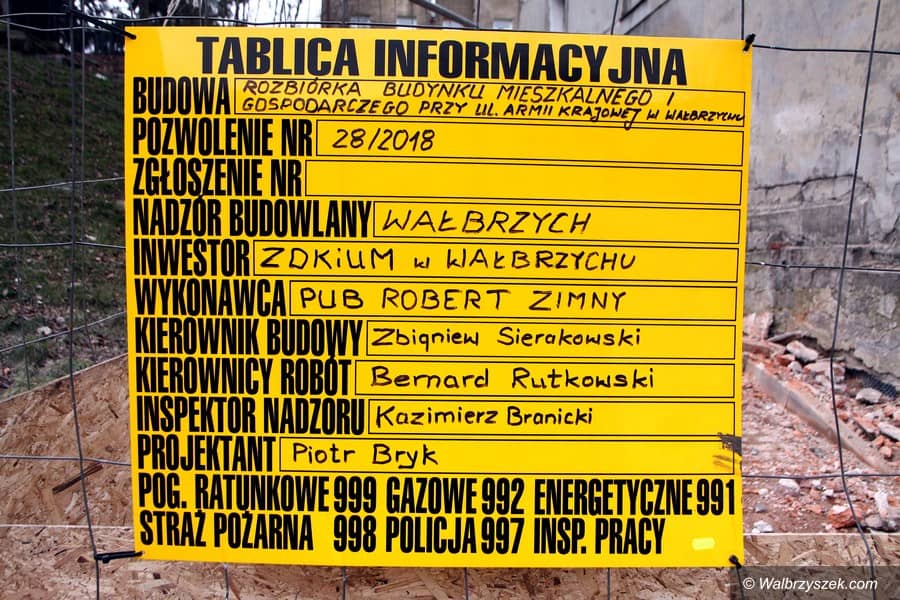 TABLICA INFORMACYJNA
BUDOWA ROZBIÓRKA BUDYNKU MIESZKALNEGO I
GOSPODARCZEGO PRZY UL. ARMII KRAJOWEJ W WAŁBRZYCHU
POZWOLENIE NR 28/2018
ZGŁOSZENIE NR
NADZÓR BUDOWLANY WAŁBRZYCH
INWESTOR ZDKiUM W WAŁBRZYCHU
WYKONAWCA PUB ROBERT ZIMNY
KIEROWNIK BUDOWY Zbigniew Sierakowski
KIEROWNICY ROBÓT Bernard Rutkowski
INSPEKTOR NADZORU Kazimierz Branicki
PROJEKTANT Piotr Bryk
POG. RATUNKOWE 999 GAZOWE 992 ENERGETYCZNE 991
STRAŻ POŻARNA 998 POLICJA 997 INSP. PRACY
© Walbrzyszek.com